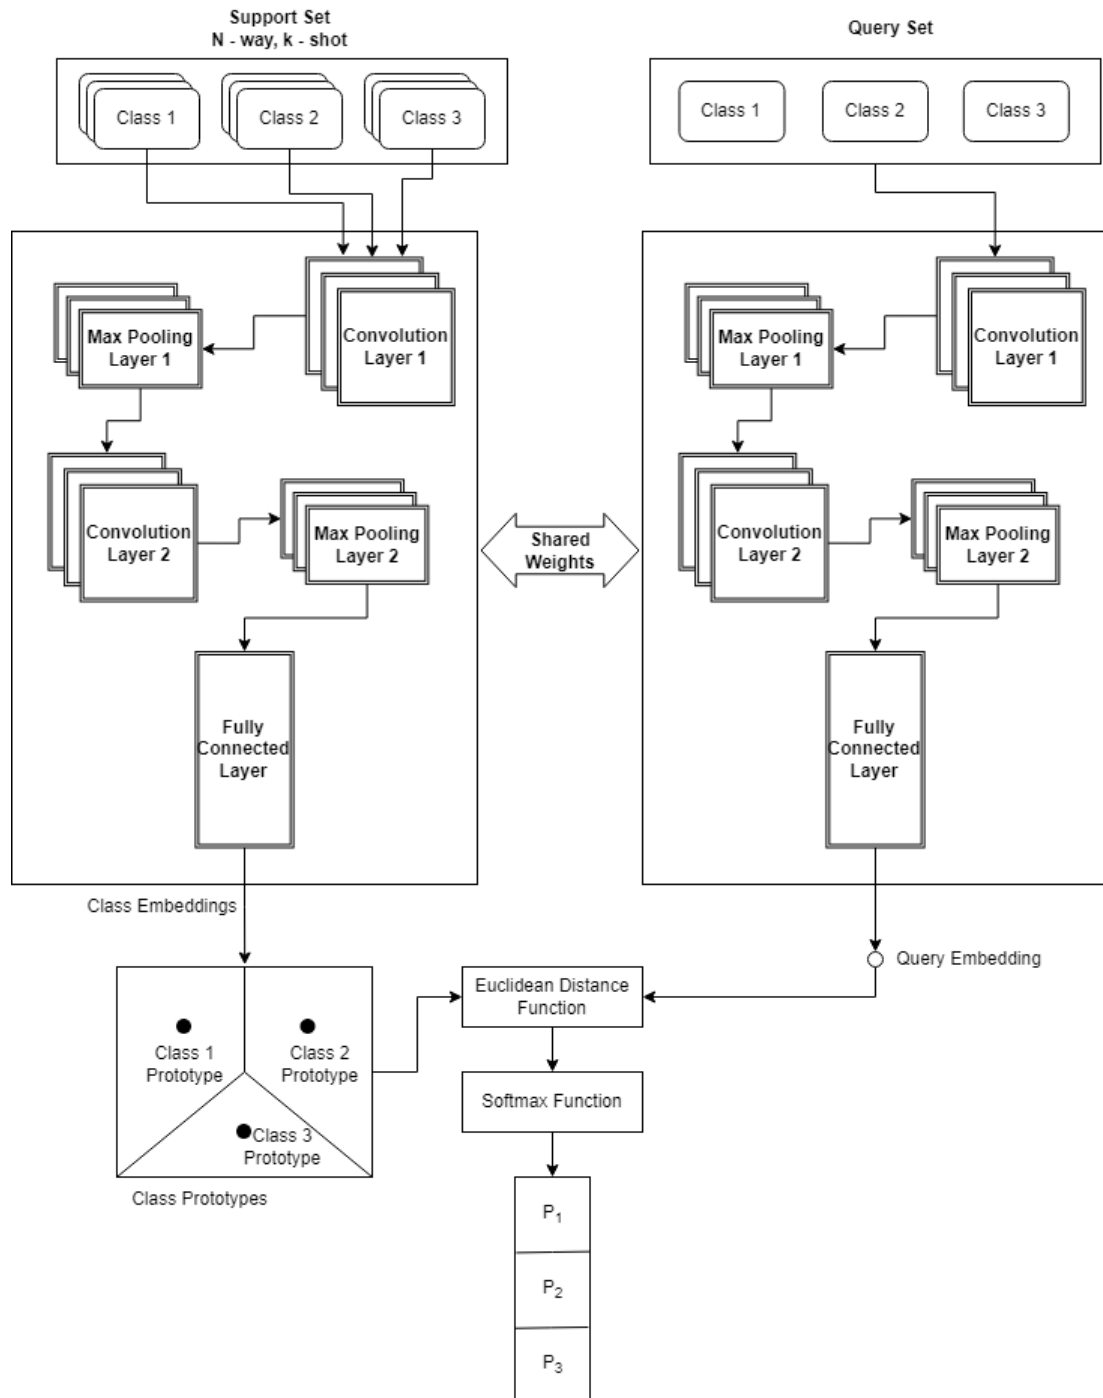 Support Set
N - way, k - shot
Query Set
Class 1
Class 2
Class 3
Class 1
Class 2
Class 3
Max Pooling
Layer 1
Convolution
Layer 1
Max Pooling
Layer 1
Convolution
Layer 1
Convolution
Layer 2
Max Pooling
Layer 2
Shared
Weights
Convolution
Layer 2
Max Pooling
Layer 2
Fully
Connected
Layer
Fully
Connected
Layer
Class Embeddings
Query Embedding
Euclidean Distance
Function
Class 1
Prototype
Class 2
Prototype
Class 3
Prototype
Softmax Function
Class Prototypes
P1
P2
P3